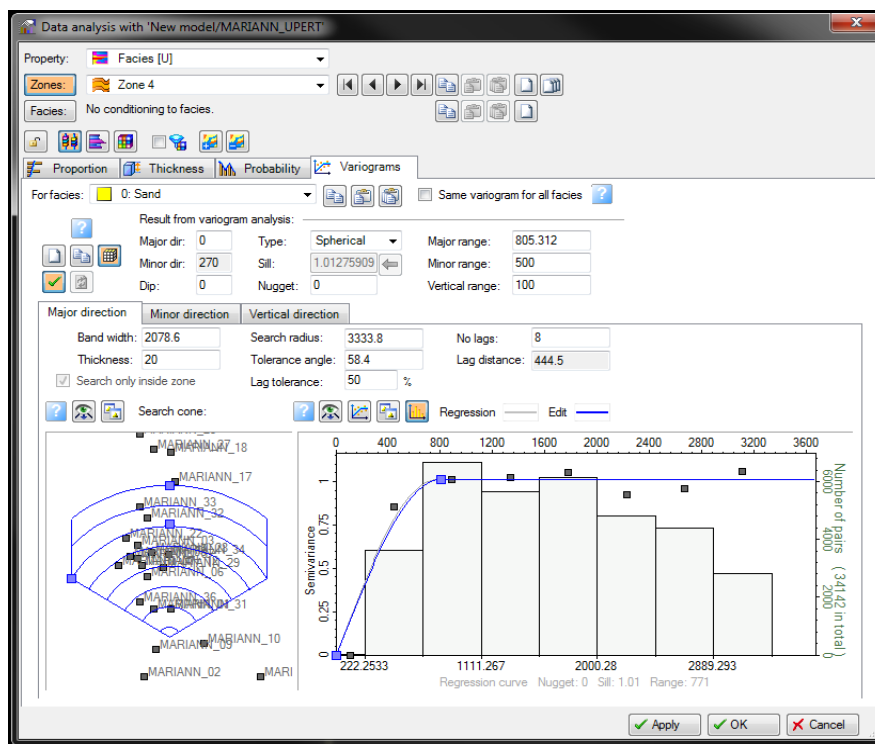 Data analysis with 'New model/MARIANN_UPERT'
Property: Facies [U]
Zones: Zone 4
Facies: No conditioning to facies.
Proportion Thickness Probability Variograms
For facies: 0: Sand Same variogram for all facies ?
? Result from variogram analysis:
Major dir: 0 Type: Spherical Major range: 805.312
Minor dir: 270 Sill: 1.01275909 Minor range: 500
Dip: 0 Nugget: 0 Vertical range: 100
Major direction Minor direction Vertical direction
Band width: 2078.6 Search radius: 3333.8 No lags: 8
Thickness: 20 Tolerance angle: 58.4 Lag distance: 444.5
Search only inside zone Lag tolerance: 50 %
? Search cone: ? Regression Edit
MARIANN_18
MARIANN_17
MARIANN_33
MARIANN_32
MARIANN_06
MARIANN_36
MARIANN_10
MARIANN_09
MARIANN_02
MARI
0 400 800 1200 1600 2000 2400 2800 3200 3600
Semivariance
0 0.25 0.5 0.75 1
Number of pairs (34142 in total)
0 2000 4000 6000
222.2533 1111.267 2000.28 2889.293
Regression curve Nugget: 0 Sill: 1.01 Range: 771
Apply OK Cancel